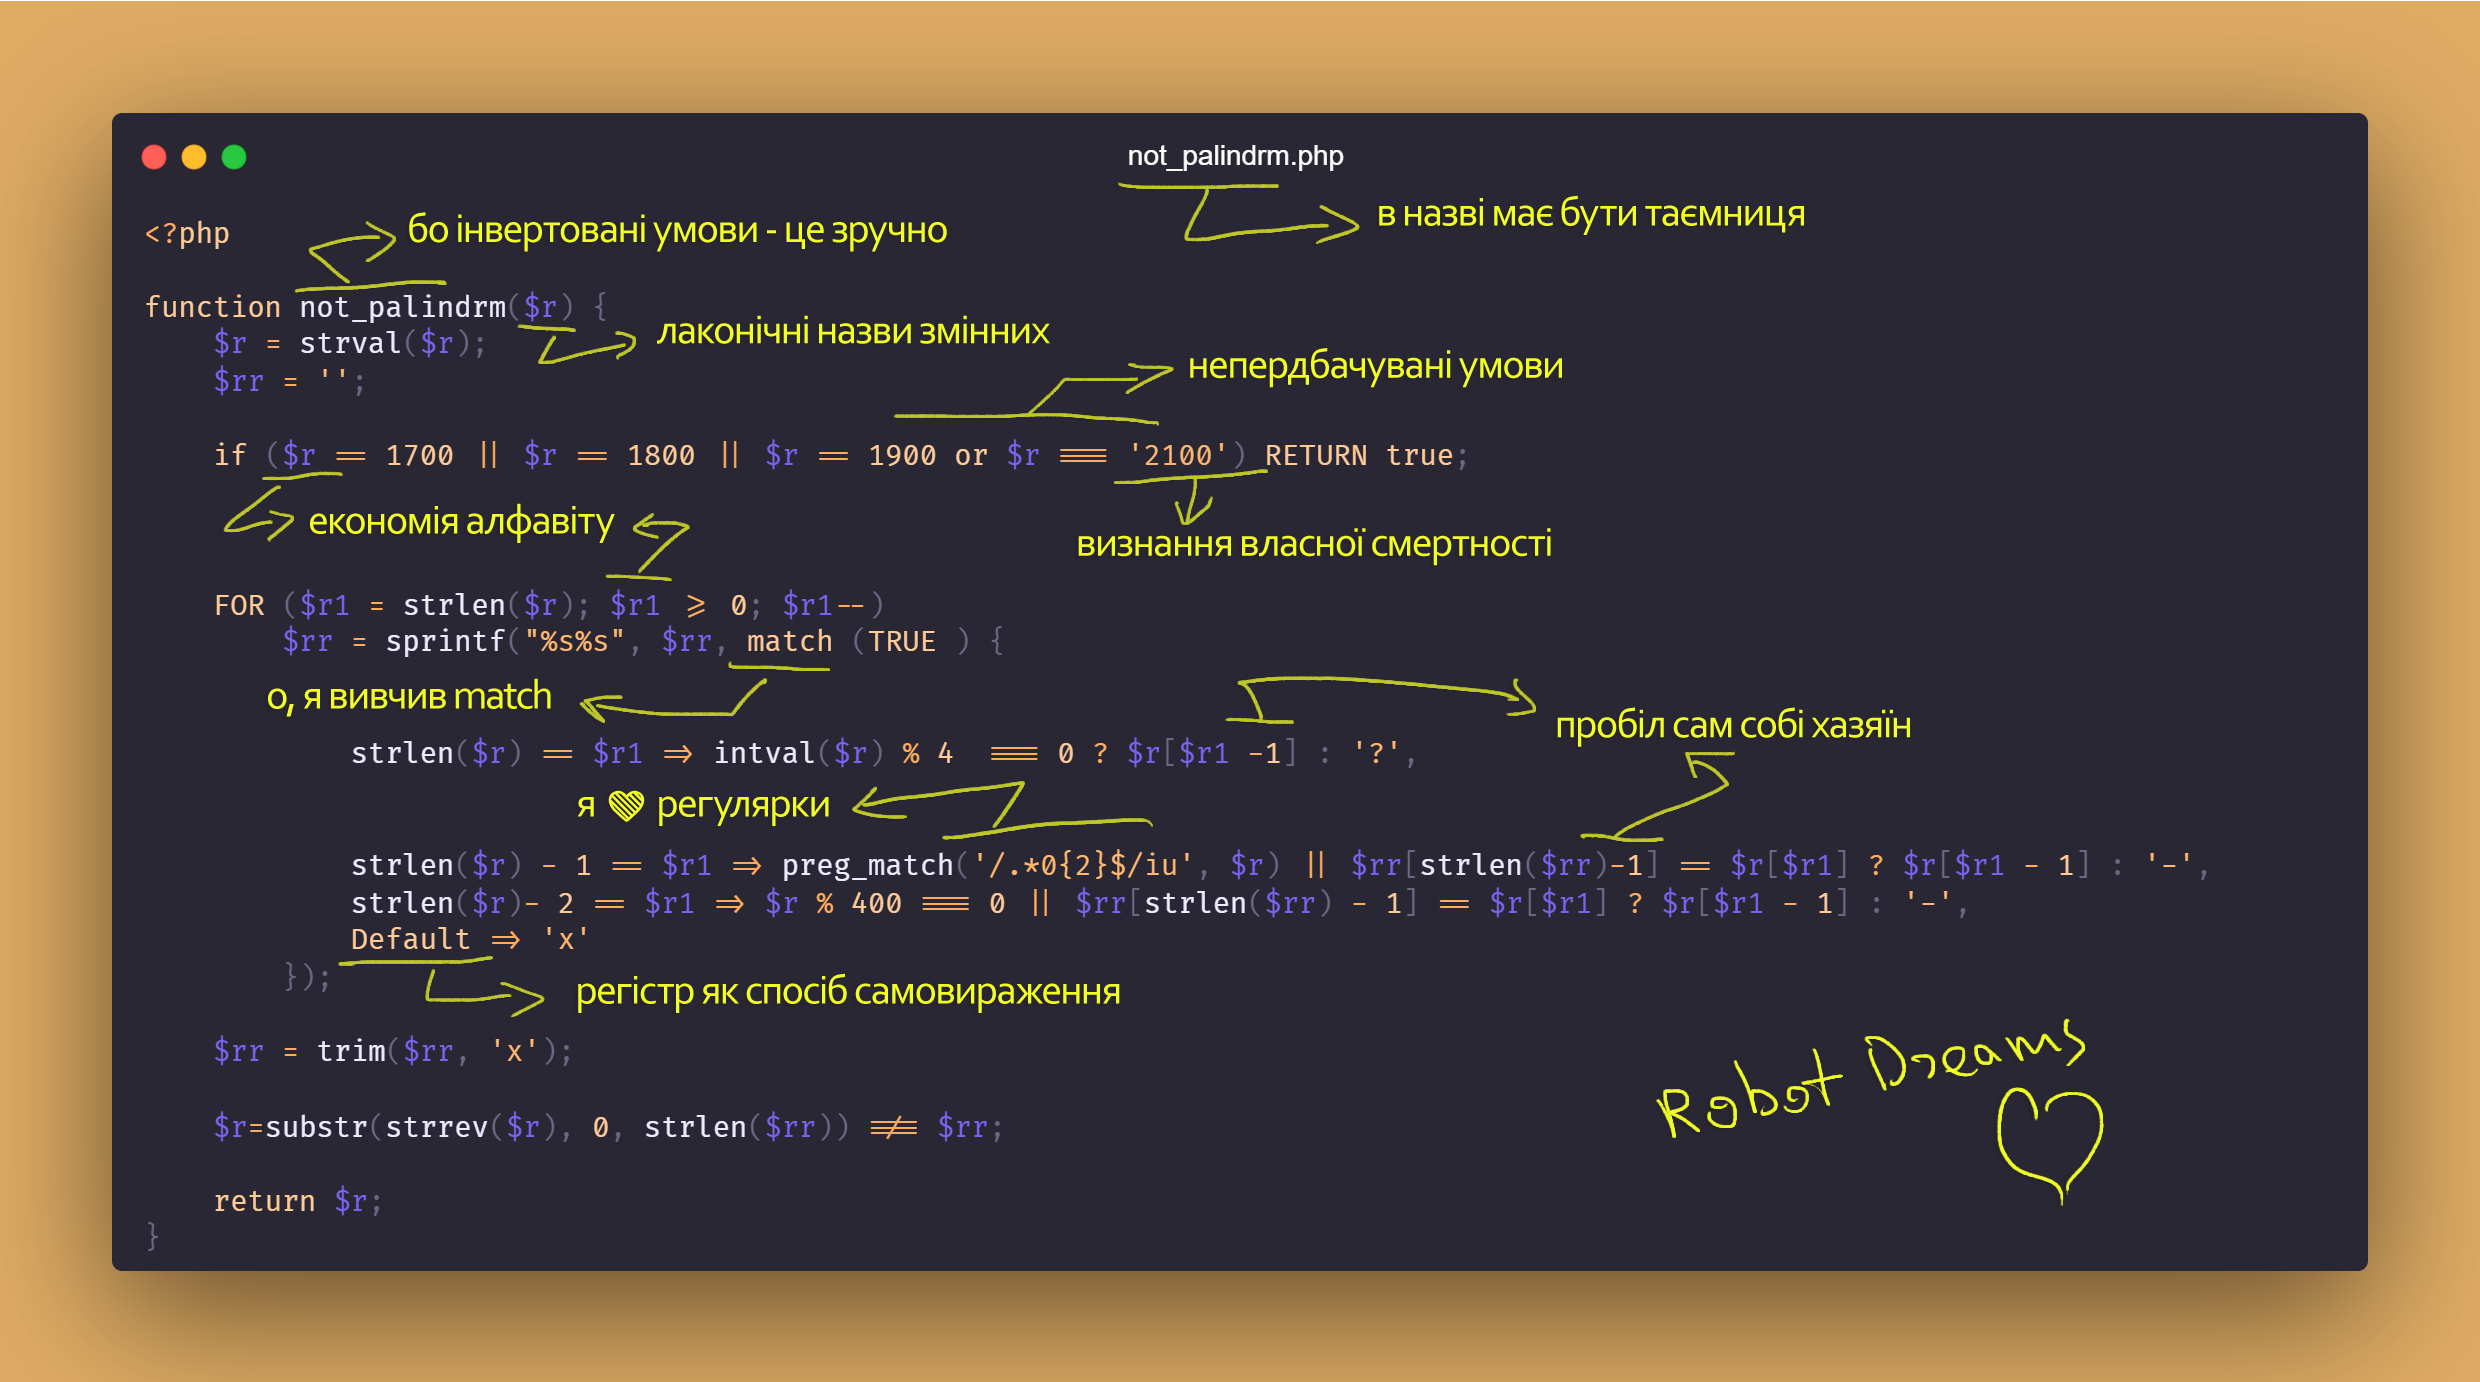 not_palindrm.php
в назві має бути таємниця
<?php
бо інвертовані умови - це зручно
function not_palindrm($r) {
$r = strval($r);
лаконічні назви змінних
$rr = '';
непердбачувані умови
if ($r == 1700 || $r == 1800 || $r == 1900 or $r === '2100') RETURN true;
економія алфавіту
визнання власної смертності
FOR ($r1 = strlen($r); $r1 >= 0; $r1--)
$rr = sprintf("%s%s", $rr, match (TRUE ) {
о, я вивчив match
пробіл сам собі хазяїн
strlen($r) == $r1 => intval($r) % 4  === 0 ? $r[$r1 -1] : '?',
я 💛 регулярки
strlen($r) - 1 == $r1 => preg_match('/.*0{2}$/iu', $r) || $rr[strlen($rr)-1] == $r[$r1] ? $r[$r1 - 1] : '-',
strlen($r)- 2 == $r1 => $r % 400 === 0 || $rr[strlen($rr) - 1] == $r[$r1] ? $r[$r1 - 1] : '-',
Default => 'x'
});
регістр як спосіб самовираження
$rr = trim($rr, 'x');
Robot Dreams
$r=substr(strrev($r), 0, strlen($rr)) !== $rr;
return $r;
}